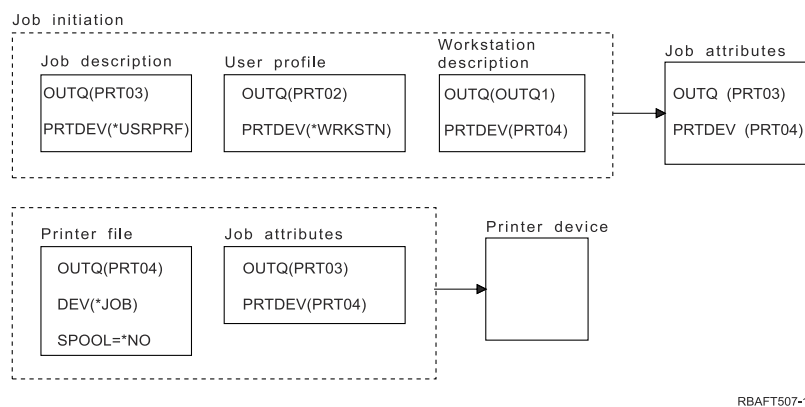 Job initiation
Job description
OUTQ(PRT03)
PRTDEV(*USRPRF)
User profile
OUTQ(PRT02)
PRTDEV(*WRKSTN)
Workstation
description
OUTQ(OUTQ1)
PRTDEV(PRT04)
Job attributes
OUTQ (PRT03)
PRTDEV (PRT04)
Printer file
OUTQ(PRT04)
DEV(*JOB)
SPOOL=*NO
Job attributes
OUTQ(PRT03)
PRTDEV(PRT04)
Printer device
RBAFT507-1